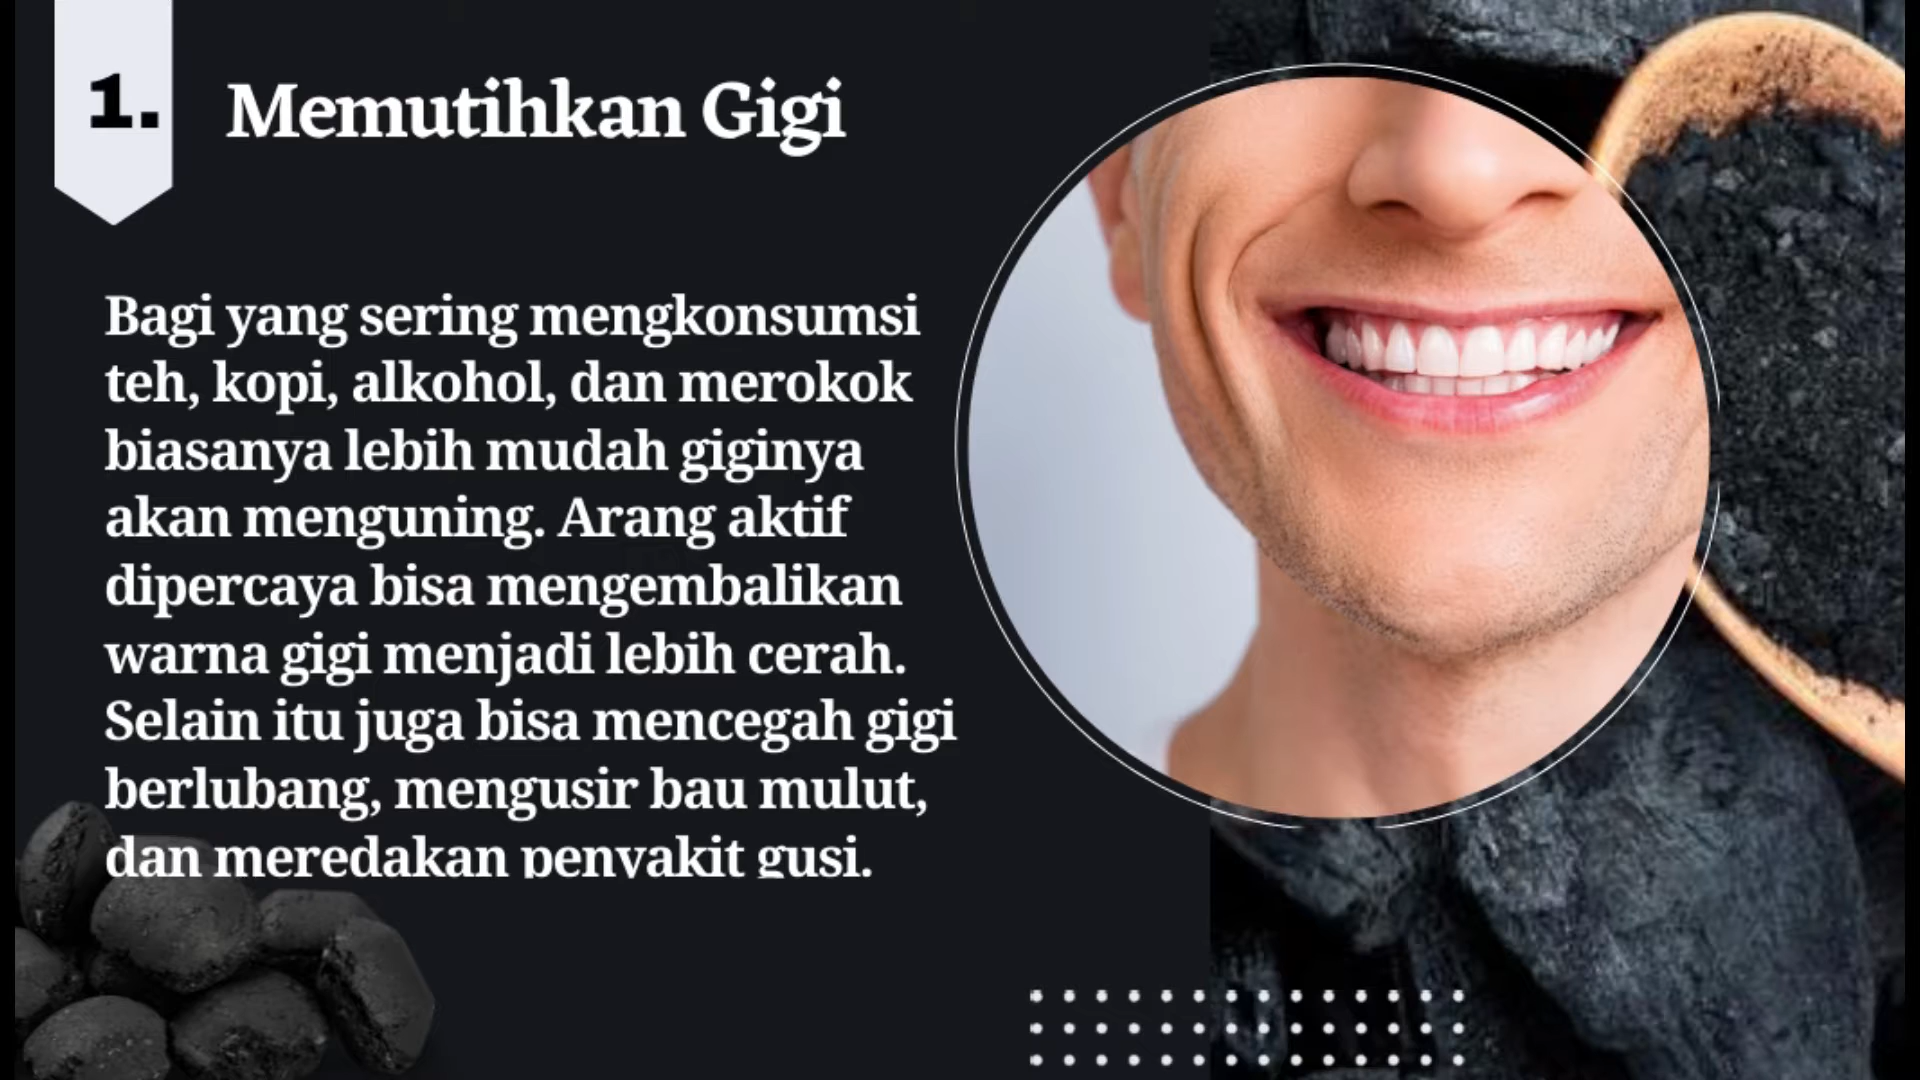 1.
Memutihkan Gigi
Bagi yang sering mengkonsumsi
teh, kopi, alkohol, dan merokok
biasanya lebih mudah giginya
akan menguning. Arang aktif
dipercaya bisa mengembalikan
warna gigi menjadi lebih cerah.
Selain itu juga bisa mencegah gigi
berlubang, mengusir bau mulut,
dan meredakan penyakit gusi.